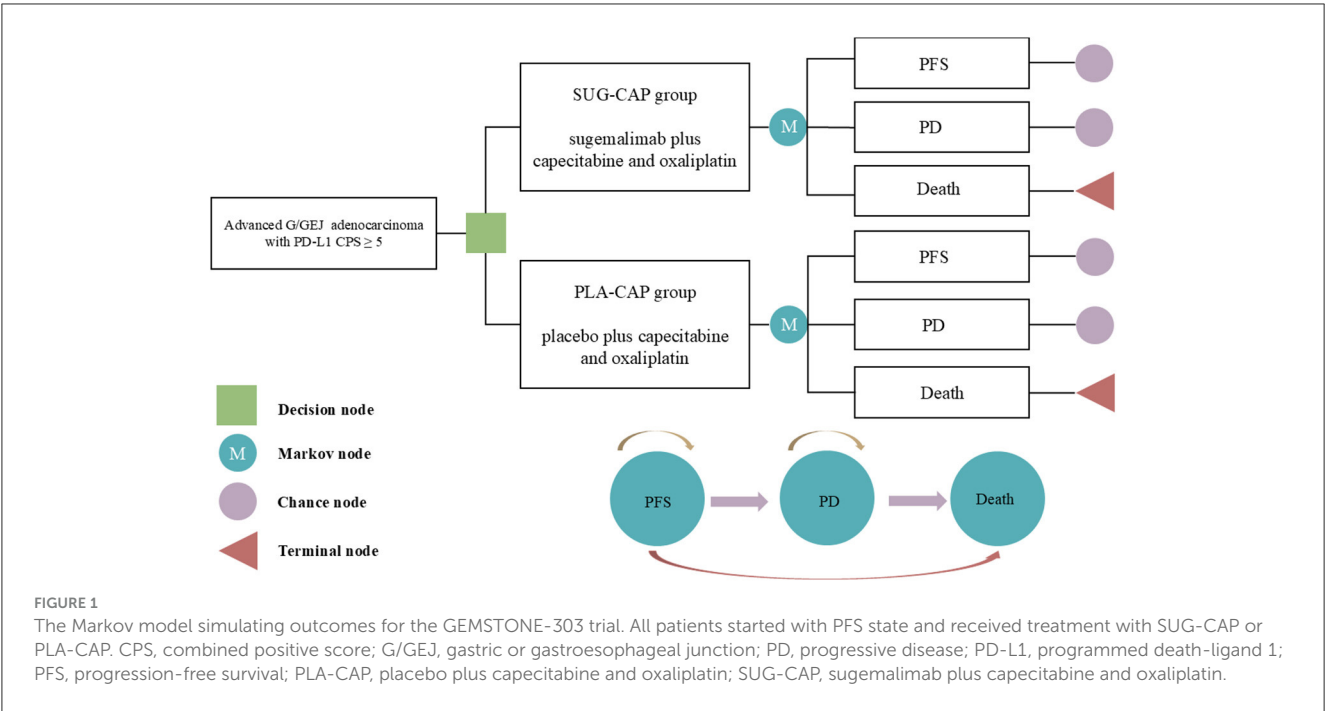 SUG-CAP group
sugemalimab plus
capecitabine and oxaliplatin
M
PFS
PD
Death
Advanced G/GEJ adenocarcinoma
with PD-L1 CPS ≥ 5
PLA-CAP group
placebo plus capecitabine
and oxaliplatin
M
PFS
PD
Death
Decision node
M
Markov node
Chance node
Terminal node
PFS
PD
Death
FIGURE 1
The Markov model simulating outcomes for the GEMSTONE-303 trial. All patients started with PFS state and received treatment with SUG-CAP or
PLA-CAP. CPS, combined positive score; G/GEJ, gastric or gastroesophageal junction; PD, progressive disease; PD-L1, programmed death-ligand 1;
PFS, progression-free survival; PLA-CAP, placebo plus capecitabine and oxaliplatin; SUG-CAP, sugemalimab plus capecitabine and oxaliplatin.